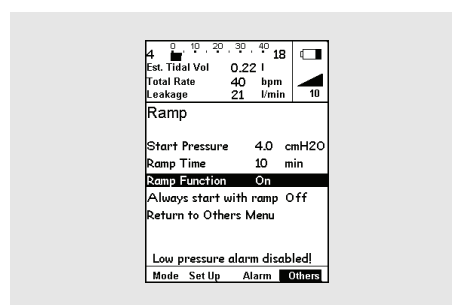 0 10 20 30 40
4 18
Est. Tidal Vol 0.22 l
Total Rate 40 bpm
Leakage 21 l/min 10
Ramp
Start Pressure 4.0 cmH2O
Ramp Time 10 min
Ramp Function On
Always start with ramp Off
Return to Others Menu
Low pressure alarm disabled!
Mode Set Up Alarm Others